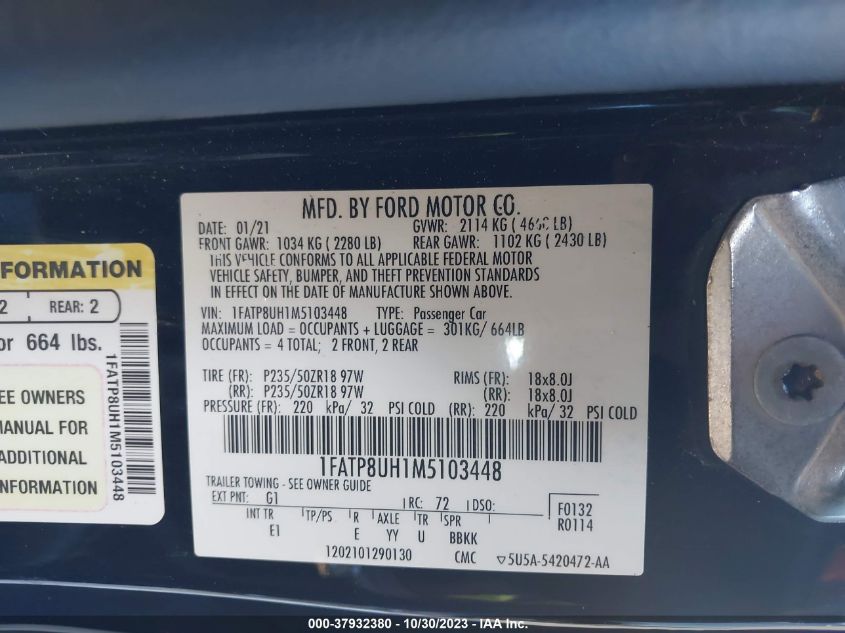 MFD. BY FORD MOTOR CO.
DATE: 01/21 GVWR: 2114 KG ( LB)
FRONT GAWR: 1034 KG ( 2280 LB) REAR GAWR: 1102 KG ( 2430 LB)
THIS VEHICLE CONFORMS TO ALL APPLICABLE FEDERAL MOTOR
VEHICLE SAFETY, BUMPER, AND THEFT PREVENTION STANDARDS
IN EFFECT ON THE DATE OF MANUFACTURE SHOWN ABOVE.
VIN: 1FATP8UH1M5103448 TYPE: Passenger Car
MAXIMUM LOAD = OCCUPANTS + LUGGAGE = 301KG/ 664LB
OCCUPANTS = 4 TOTAL; 2 FRONT, 2 REAR
TIRE (FR): P235/50ZR18 97W RIMS (FR): 18x8.0J
(RR): P235/50ZR18 97W (RR): 18x8.0J
PRESSURE (FR): 220 kPa/ 32 PSI COLD (RR): 220 kPa/ 32 PSI COLD
1FATP8UH1M5103448
TRAILER TOWING - SEE OWNER GUIDE
EXT PNT: G1 RC: 72 DSO: F0132
R0114
INT TR TP/PS R AXLE TR SPR
E1 E YY U BBKK
1202101290130 CMC ▽5U5A-5420472-AA
FORMATION
2 REAR: 2
or 664 lbs.
EE OWNERS
MANUAL FOR
ADDITIONAL
NFORMATION
1FATP8UH1M5103448
000-37932380 - 10/30/2023 - IAA Inc.